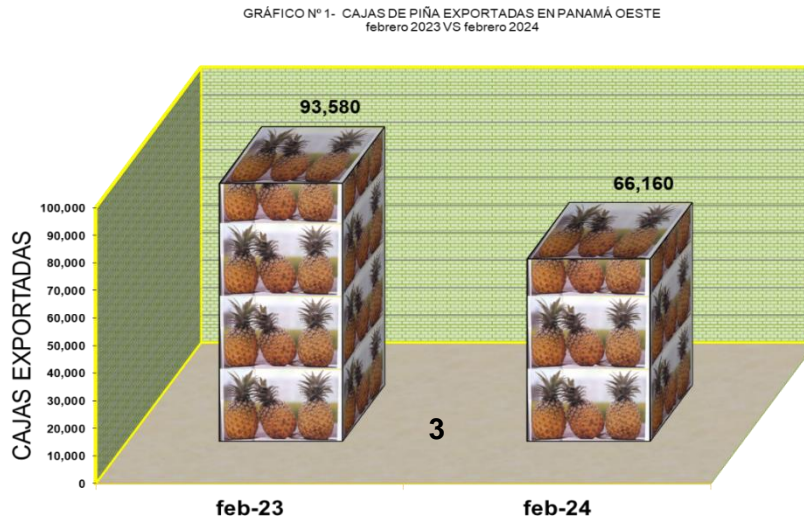 GRÁFICO Nº 1- CAJAS DE PIÑA EXPORTADAS EN PANAMÁ OESTE
febrero 2023 VS febrero 2024
93,580
66,160
CAJAS EXPORTADAS
100,000
90,000
80,000
70,000
60,000
50,000
40,000
30,000
20,000
10,000
0
3
feb-23
feb-24